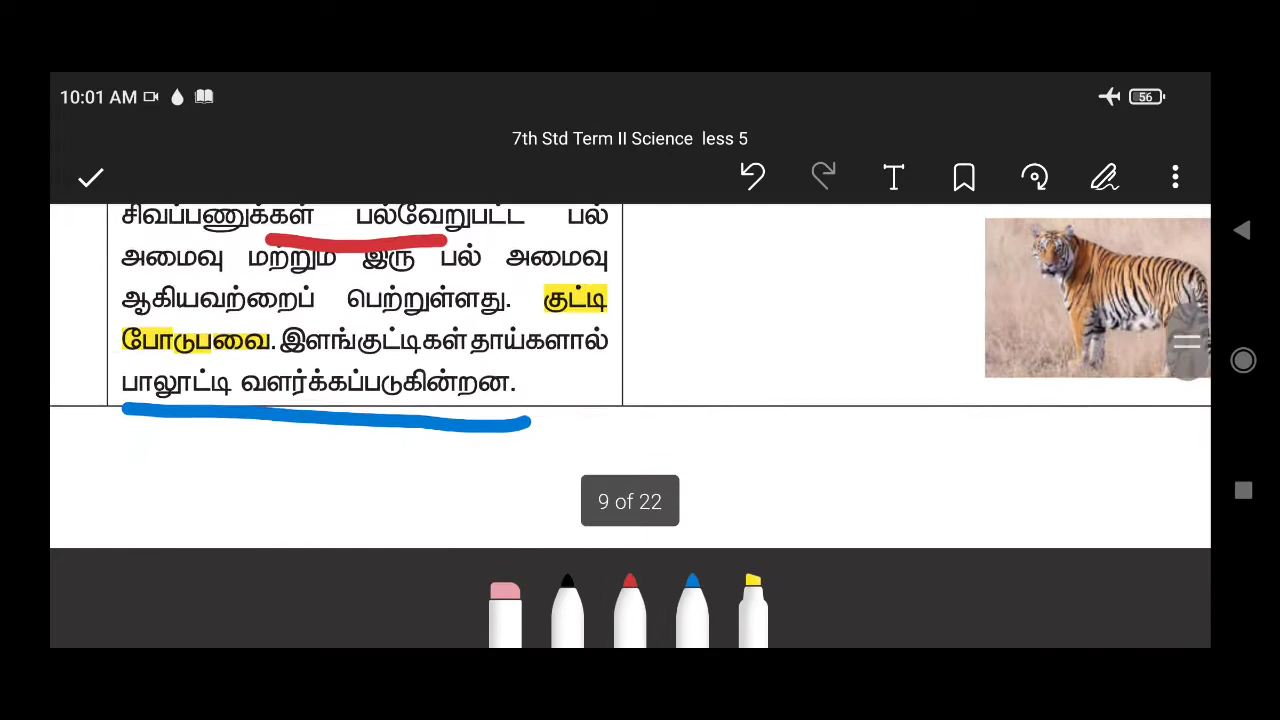 10:01 AM
56
7th Std Term II Science less 5
சிவப்பணுக்கள் பல்வேறுபட்ட பல்
அமைவு மற்றும் இரு பல் அமைவு
ஆகியவற்றைப் பெற்றுள்ளது. குட்டி
போடுபவை. இளங்குட்டிகள் தாய்களால்
பாலூட்டி வளர்க்கப்படுகின்றன.
9 of 22